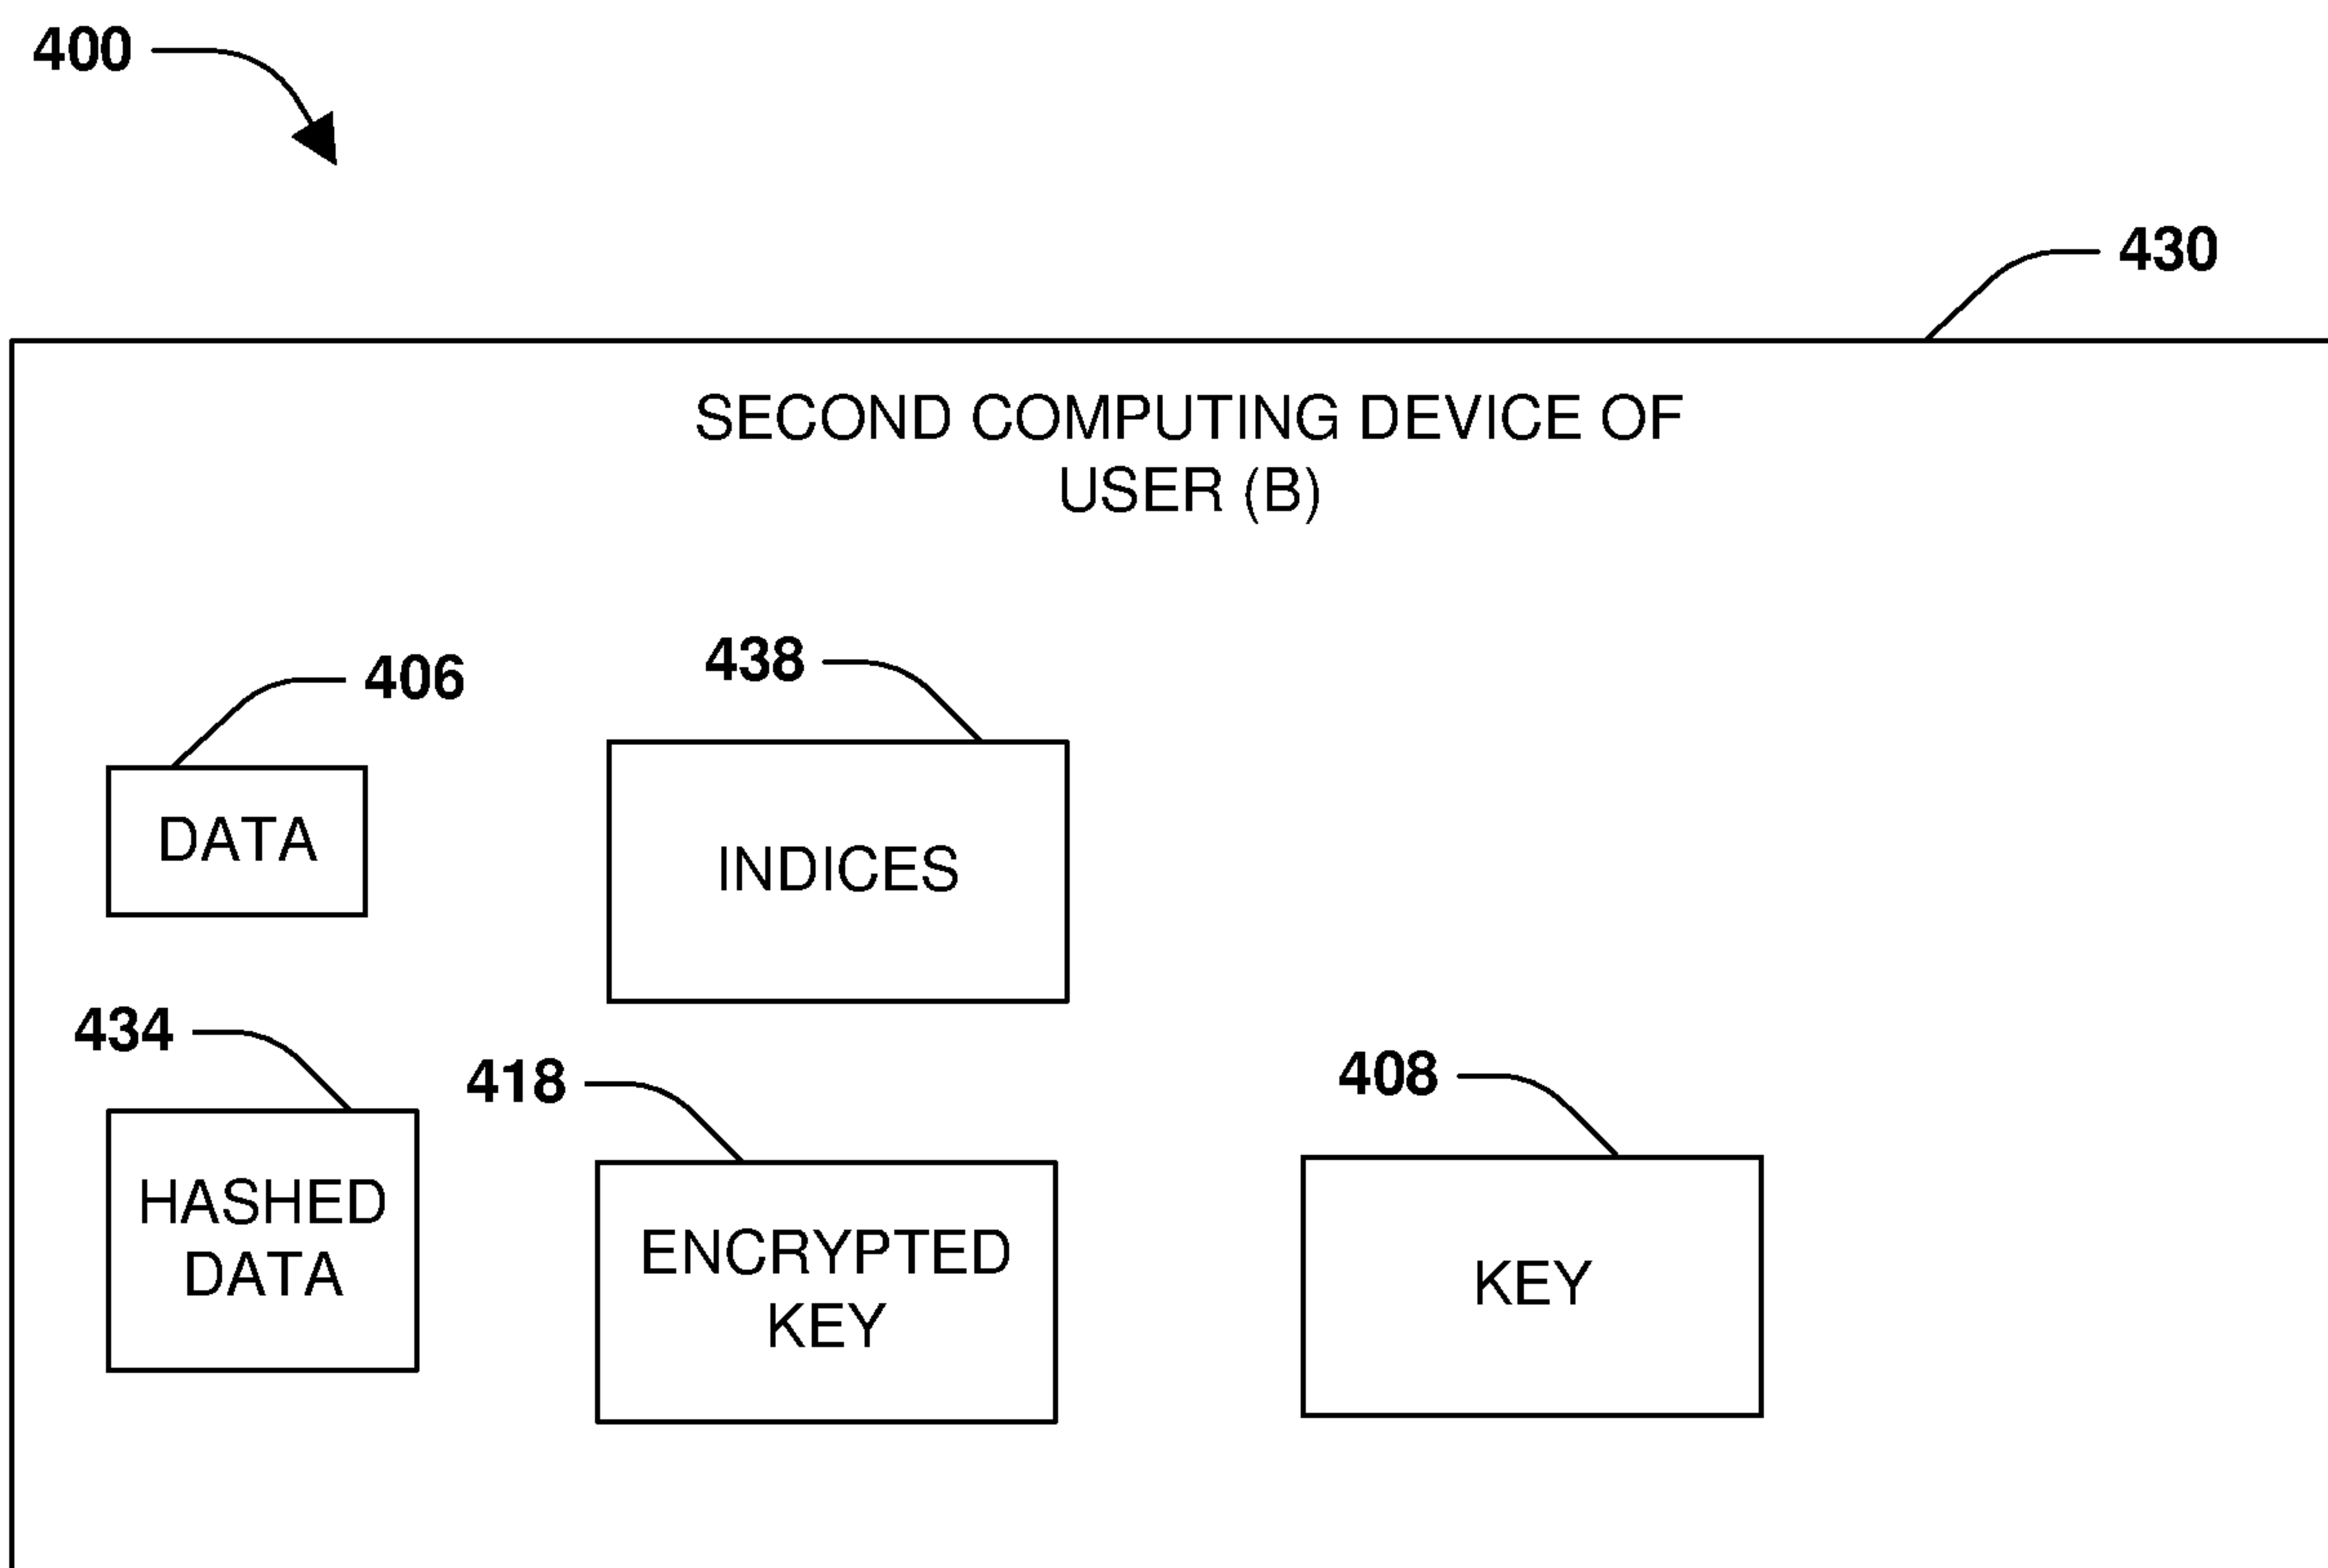 400
430
SECOND COMPUTING DEVICE OF
USER (B)
406
438
DATA
INDICES
434
418
408
HASHED
DATA
ENCRYPTED
KEY
KEY